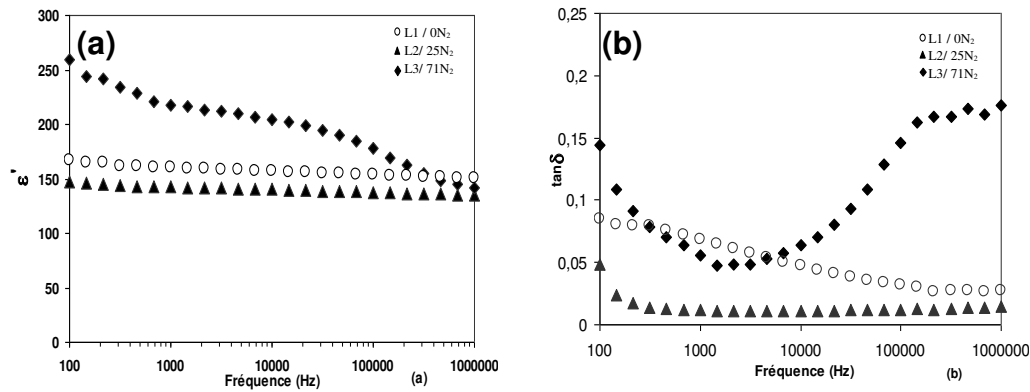 (a)
○ L1 / 0N₂
▲ L2/ 25N₂
◆ L3/ 71N₂
300
250
200
150
100
50
0
ε'
100
1000
10000
100000
1000000
Fréquence (Hz)
(a)
(b)
○ L1 / 0N₂
▲ L2/ 25N₂
◆ L3/ 71N₂
0,25
0,2
0,15
0,1
0,05
0
tanδ
100
1000
10000
100000
1000000
Fréquence (Hz)
(b)